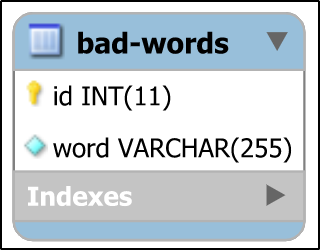 bad-words
id INT(11)
word VARCHAR(255)
Indexes